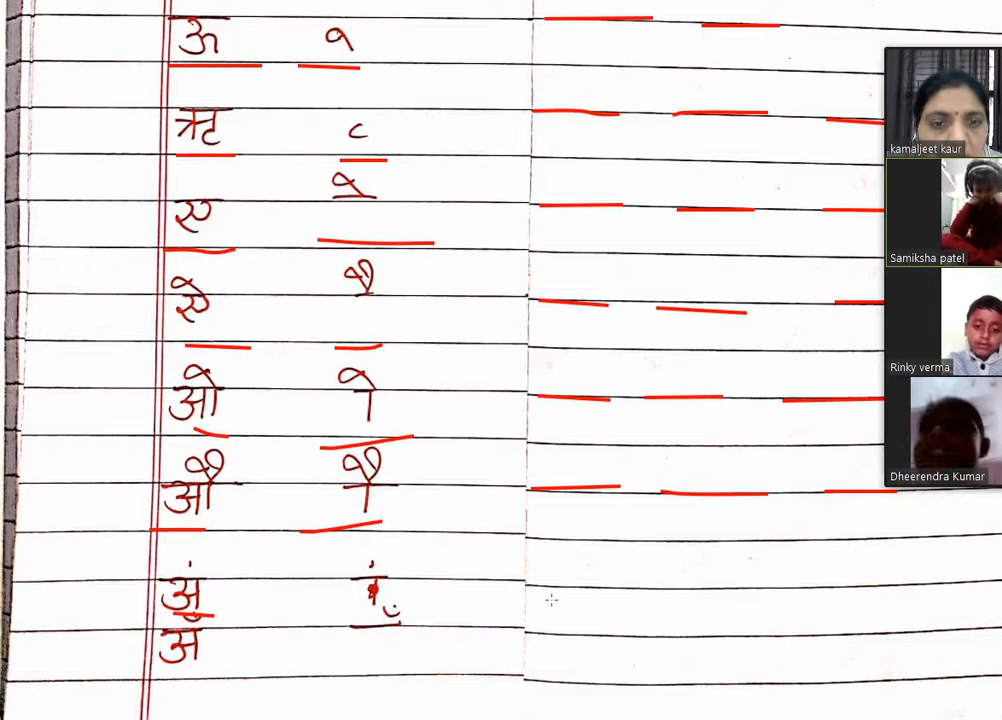 ऊ ू
ऋ ृ
ए े
ऐ ै
ओ ो
औ ौ
अं ं
अँ
kamaljeet kaur
Samiksha patel
Rinky verma
Dheerendra Kumar